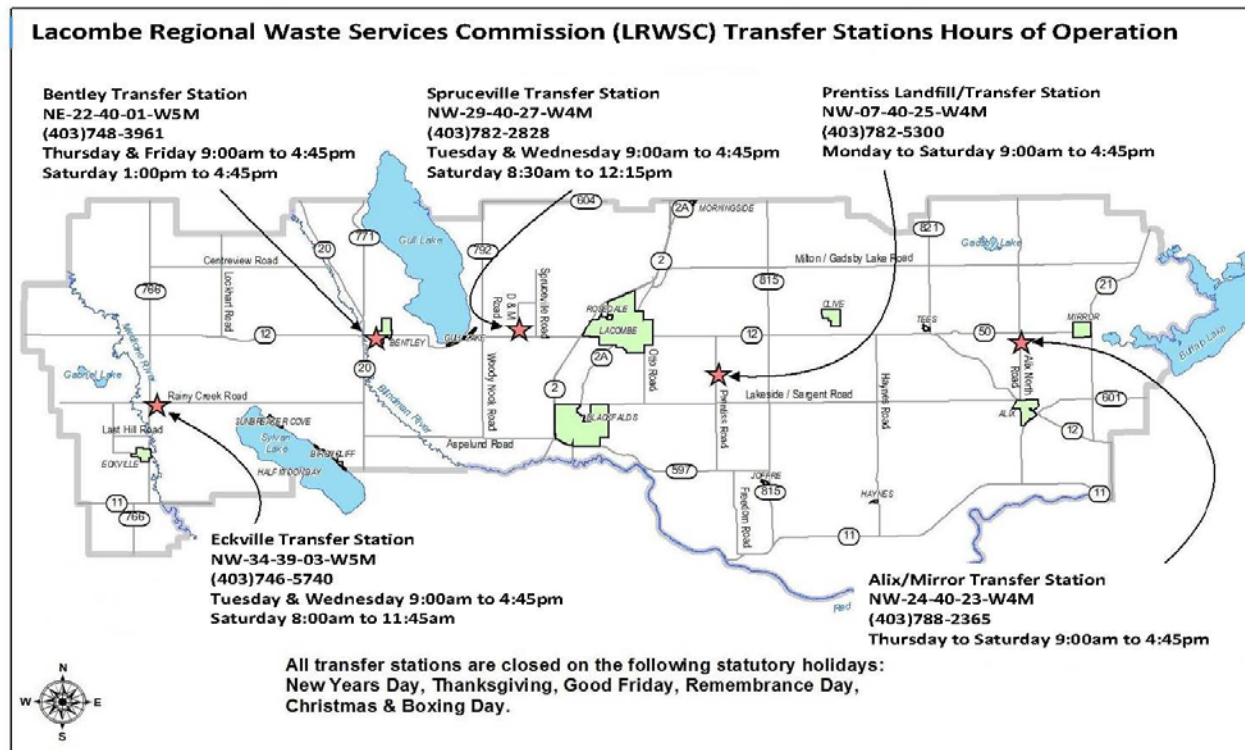 Lacombe Regional Waste Services Commission (LRWSC) Transfer Stations Hours of Operation
Bentley Transfer Station
NE-22-40-01-W5M
(403)748-3961
Thursday & Friday 9:00am to 4:45pm
Saturday 1:00pm to 4:45pm
Spruceville Transfer Station
NW-29-40-27-W4M
(403)782-2828
Tuesday & Wednesday 9:00am to 4:45pm
Saturday 8:30am to 12:15pm
Prentiss Landfill/Transfer Station
NW-07-40-25-W4M
(403)782-5300
Monday to Saturday 9:00am to 4:45pm
604
2A
MORNINGSIDE
821
20
771
Gull Lake
792
2
Gadsby Lake
Centreview Road
Milton / Gadsby Lake Road
766
Lockhart Road
D & M
Road
Spruceville Road
815
21
ROSEDALE
CLIVE
LACOMBE
12
BENTLEY
GULL LAKE
12
TEES
50
MIRROR
Buffalo Lake
Medicine River
20
Woody Nook Road
2A
Opp Road
Alix North
Road
Gabriel Lake
Blindman River
2
Prentiss Road
Haynes Road
Rainy Creek Road
Lakeside / Sargent Road
601
SUNBREAKER COVE
BLACKFALDS
ALIX
Last Hill Road
Sylvan
Lake
Aspelund Road
12
ECKVILLE
BIRCHCLIFF
HALF MOON BAY
597
JOFFRE
11
766
Freedom Road
815
HAYNES
11
11
Red
Eckville Transfer Station
NW-34-39-03-W5M
(403)746-5740
Tuesday & Wednesday 9:00am to 4:45pm
Saturday 8:00am to 11:45am
Alix/Mirror Transfer Station
NW-24-40-23-W4M
(403)788-2365
Thursday to Saturday 9:00am to 4:45pm
N
W
E
S
All transfer stations are closed on the following statutory holidays:
New Years Day, Thanksgiving, Good Friday, Remembrance Day,
Christmas & Boxing Day.